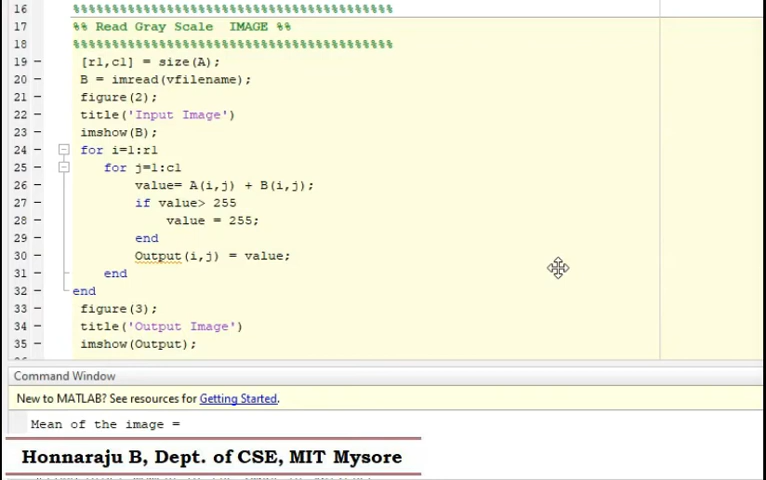 16 %%%%%%%%%%%%%%%%%%%%%%%%%%%%%%%%%%%%%%%%%
17 - %% Read Gray Scale  IMAGE %%
18 - %%%%%%%%%%%%%%%%%%%%%%%%%%%%%%%%%%%%%%%%%
19 - [r1,c1] = size(A);
20 - B = imread(vfilename);
21 - figure(2);
22 - title('Input Image')
23 - imshow(B);
24 - for i=1:r1
25 - for j=1:c1
26 - value= A(i,j) + B(i,j);
27 - if value> 255
28 - value = 255;
29 - end
30 - Output(i,j) = value;
31 - end
32 - end
33 - figure(3);
34 - title('Output Image')
35 - imshow(Output);
Command Window
New to MATLAB? See resources for Getting Started.
Mean of the image =
Honnaraju B, Dept. of CSE, MIT Mysore